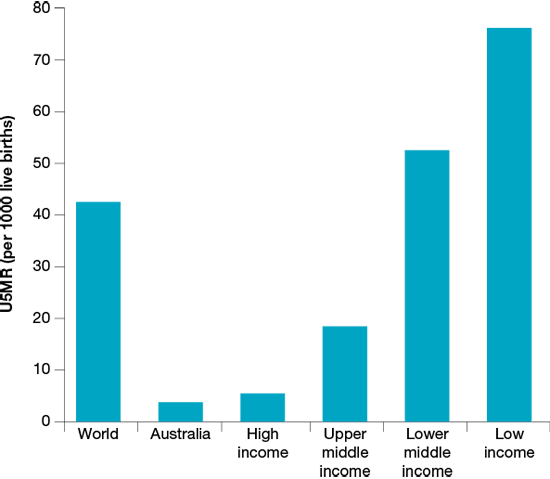 80
70
60
50
40
30
20
10
0
U5MR (per 1000 live births)
World
Australia
High
income
Upper
middle
income
Lower
middle
income
Low
income